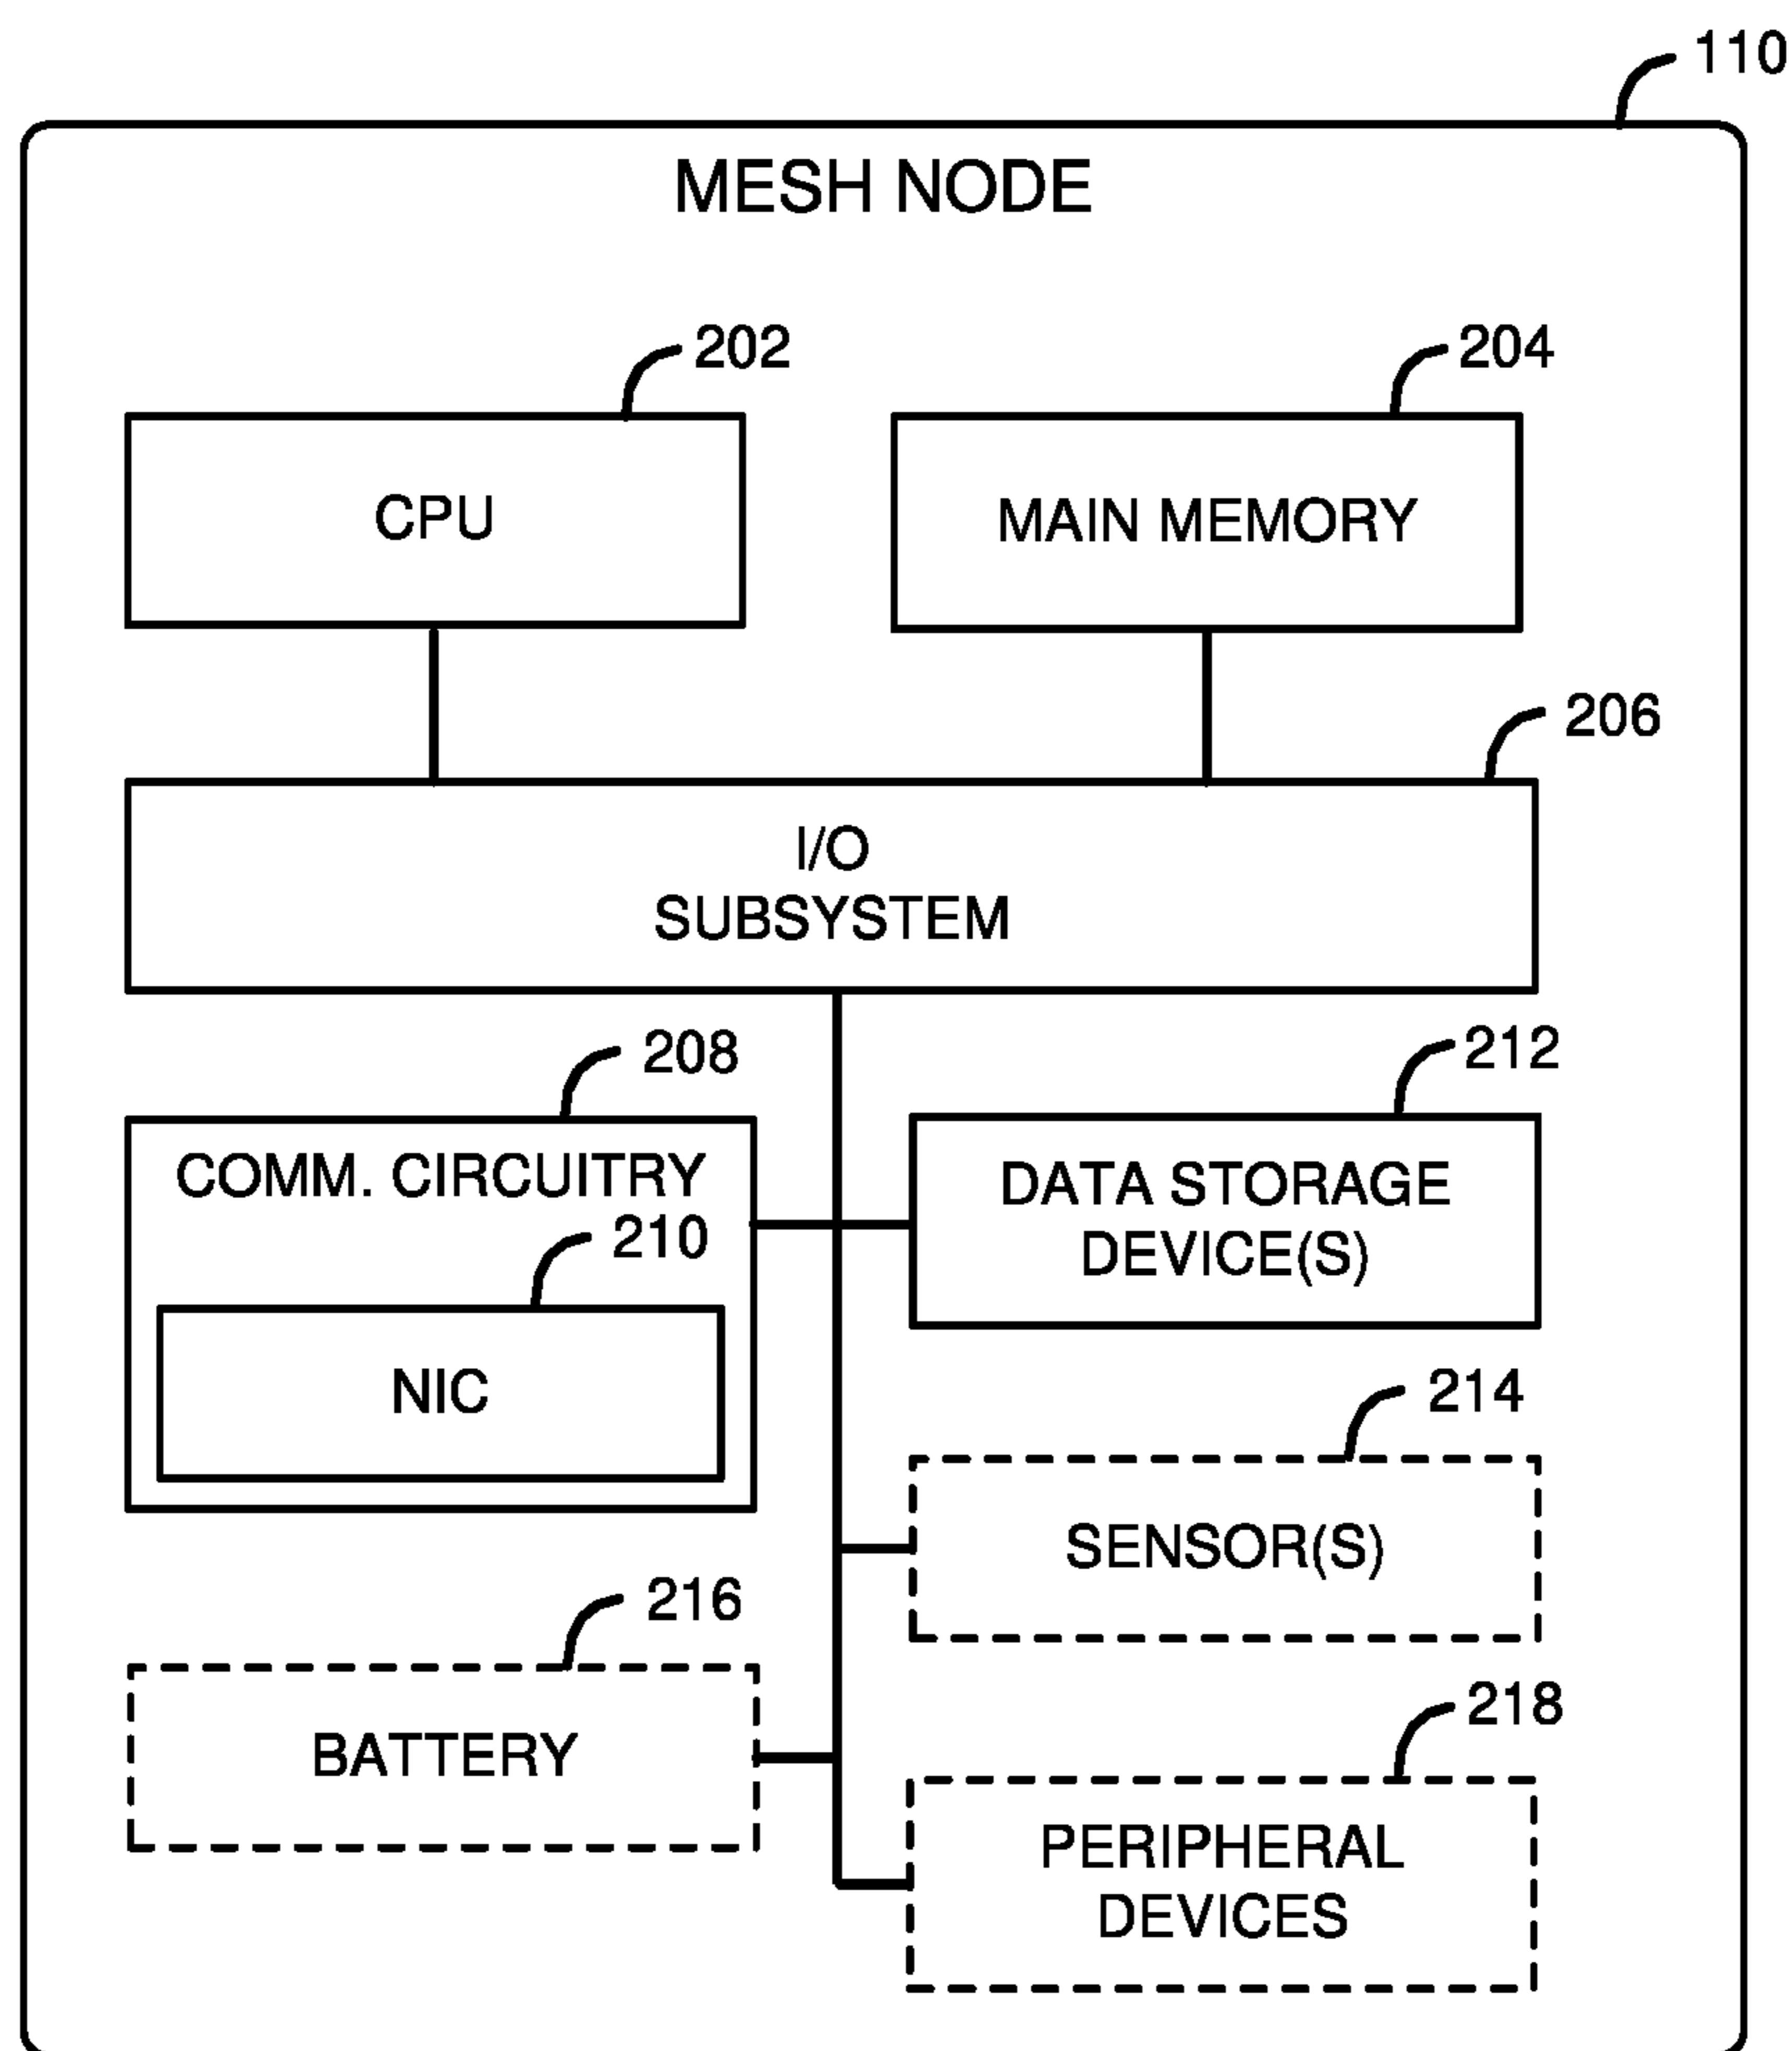 110
MESH NODE
202
204
CPU
MAIN MEMORY
206
I/O
SUBSYSTEM
208
212
COMM. CIRCUITRY
DATA STORAGE
DEVICE(S)
210
NIC
214
SENSOR(S)
216
BATTERY
218
PERIPHERAL
DEVICES